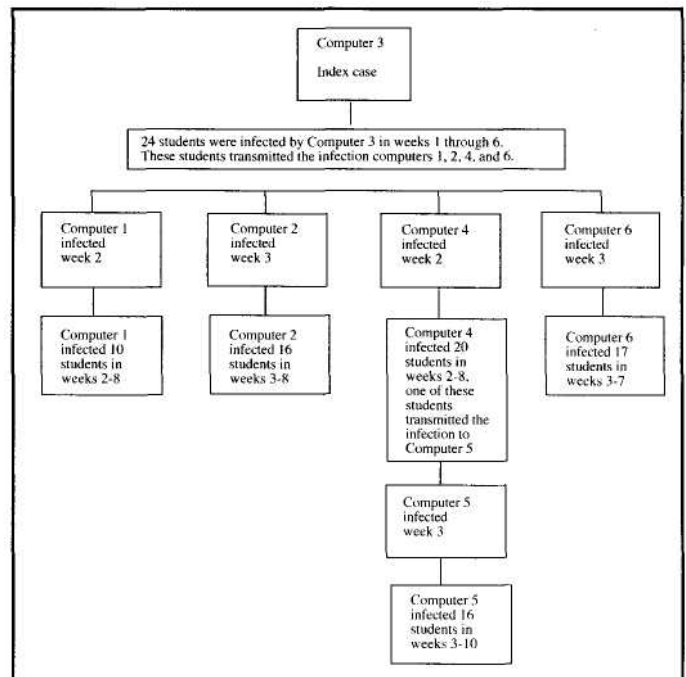 Computer 3
Index case
24 students were infected by Computer 3 in weeks 1 through 6.
These students transmitted the infection computers 1, 2, 4, and 6.
Computer 1
infected
week 2
Computer 2
infected
week 3
Computer 4
infected
week 2
Computer 6
infected
week 3
Computer 1
infected 10
students in
weeks 2-8
Computer 2
infected 16
students in
weeks 3-8
Computer 4
infected 20
students in
weeks 2-8,
one of these
students
transmitted the
infection to
Computer 5
Computer 6
infected 17
students in
weeks 3-7
Computer 5
infected
week 3
Computer 5
infected 16
students in
weeks 3-10